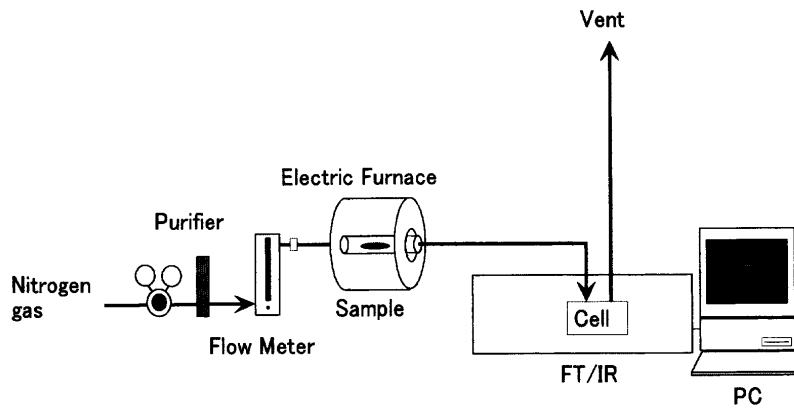 Vent
Electric Furnace
Purifier
Nitrogen
gas
Sample
Cell
Flow Meter
FT/IR
PC